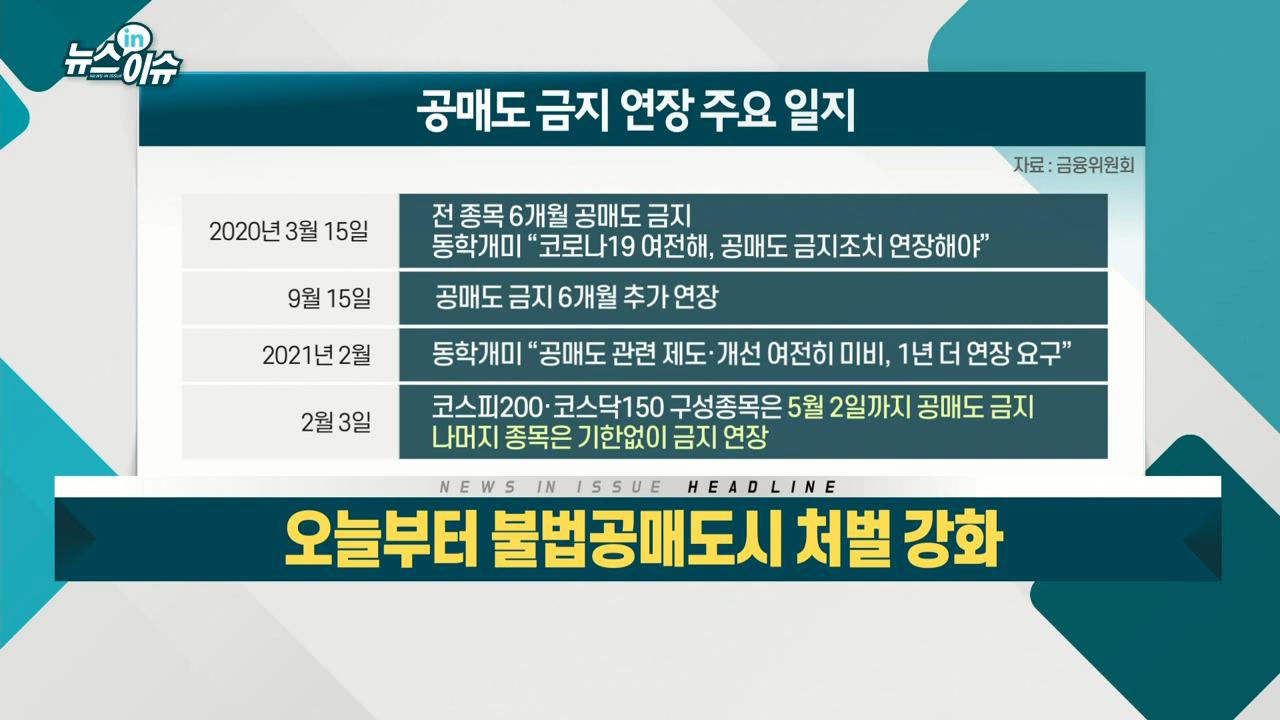 뉴스in이슈
NEWS IN ISSUE
공매도 금지 연장 주요 일지
자료 : 금융위원회
2020년 3월 15일
전 종목 6개월 공매도 금지
동학개미 “코로나19 여전해, 공매도 금지조치 연장해야”
9월 15일
공매도 금지 6개월 추가 연장
2021년 2월
동학개미 “공매도 관련 제도·개선 여전히 미비, 1년 더 연장 요구”
2월 3일
코스피200·코스닥150 구성종목은 5월 2일까지 공매도 금지
나머지 종목은 기한없이 금지 연장
NEWS IN ISSUE HEADLINE
오늘부터 불법공매도시 처벌 강화